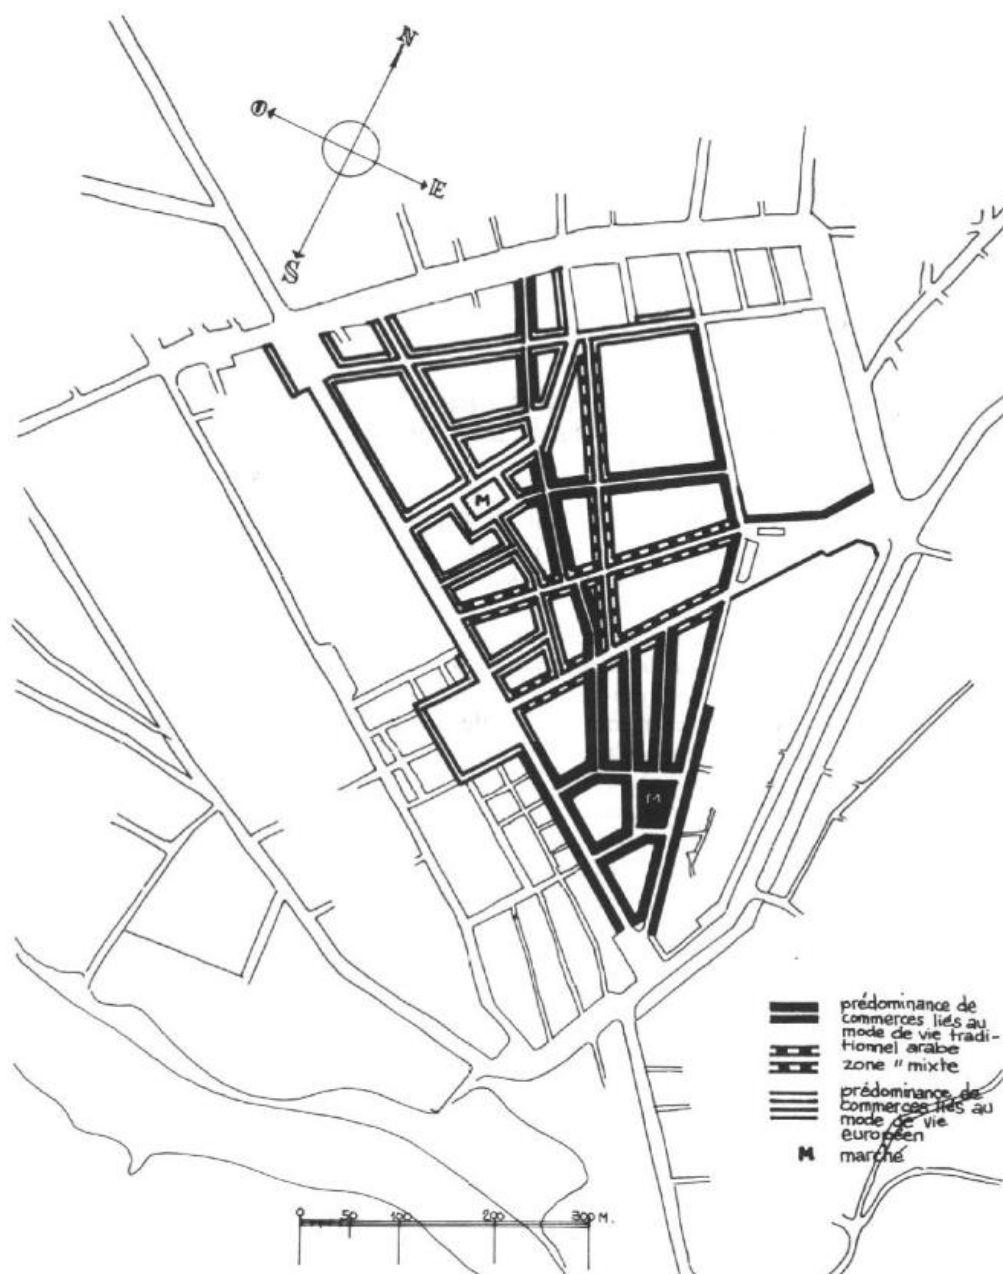 N
O
E
S
M
M
prédominance de
commerces liés au
mode de vie tradi-
tionnel arabe
zone " mixte
prédominance de
commerces liés au
mode de vie
européen
M marché
0 50 100 200 300 M.